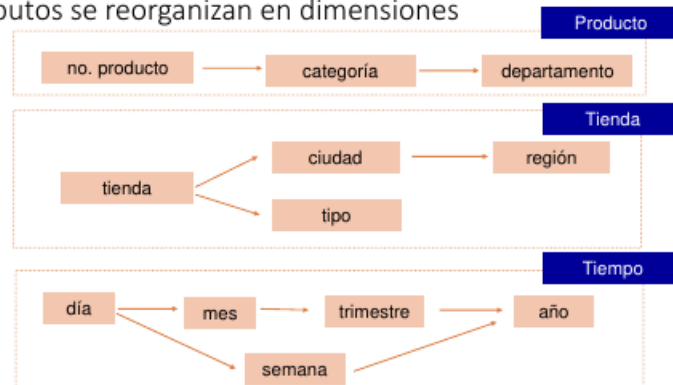 se reorganizan en dimensiones
Producto
no. producto
categoría
departamento
Tienda
ciudad
región
tienda
tipo
Tiempo
día
mes
trimestre
año
semana